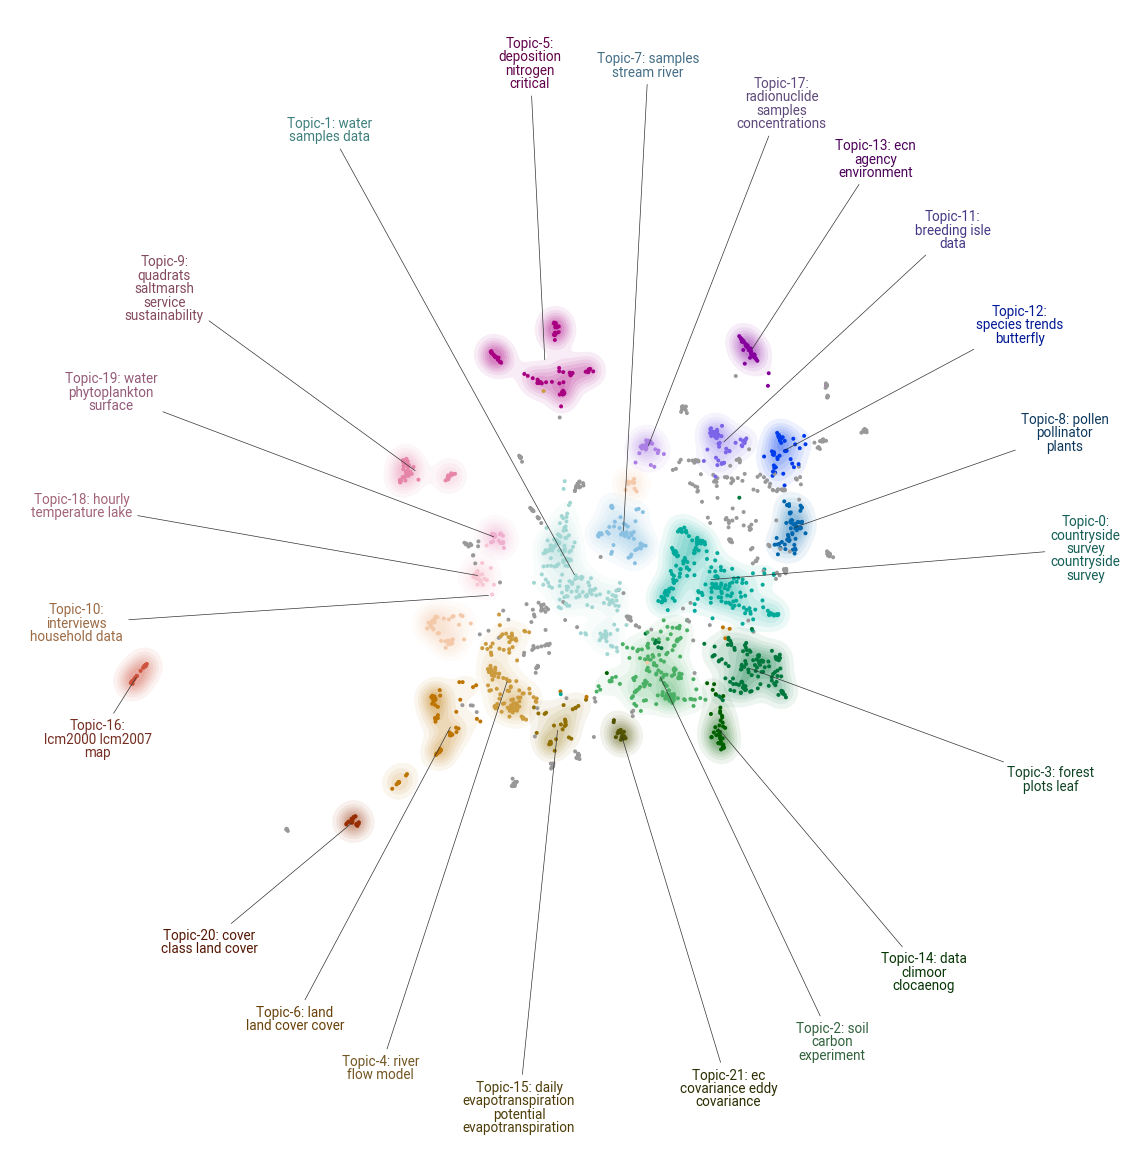 Topic-5:
deposition
nitrogen
critical
Topic-7: samples
stream river
Topic-17:
radionuclide
samples
concentrations
Topic-1: water
samples data
Topic-13: ecn
agency
environment
Topic-11:
breeding isle
data
Topic-9:
quadrats
saltmarsh
service
sustainability
Topic-12:
species trends
butterfly
Topic-19: water
phytoplankton
surface
Topic-8: pollen
pollinator
plants
Topic-18: hourly
temperature lake
Topic-0:
countryside
survey
countryside
survey
Topic-10:
interviews
household data
Topic-16:
lcm2000 lcm2007
map
Topic-3: forest
plots leaf
Topic-20: cover
class land cover
Topic-14: data
climoor
clocaenog
Topic-6: land
land cover cover
Topic-2: soil
carbon
experiment
Topic-4: river
flow model
Topic-21: ec
covariance eddy
covariance
Topic-15: daily
evapotranspiration
potential
evapotranspiration